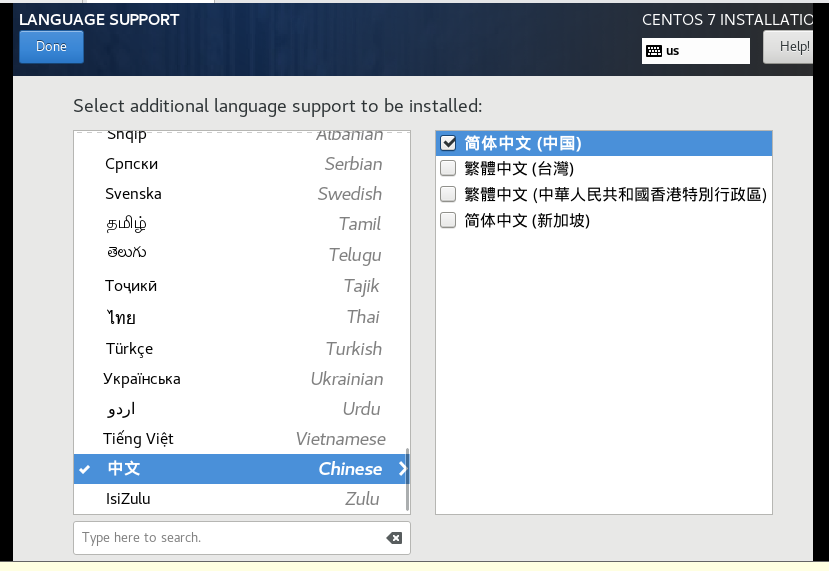 LANGUAGE SUPPORT
CENTOS 7 INSTALLATIO
Done
us
Help!
Select additional language support to be installed:
Shqip Albanian
Српски Serbian
Svenska Swedish
தமிழ் Tamil
తెలుగు Telugu
Тоҷикӣ Tajik
ไทย Thai
Türkçe Turkish
Українська Ukrainian
اردو Urdu
Tiếng Việt Vietnamese
中文 Chinese
IsiZulu Zulu
Type here to search.
简体中文 (中国)
繁體中文 (台灣)
繁體中文 (中華人民共和國香港特別行政區)
简体中文 (新加坡)